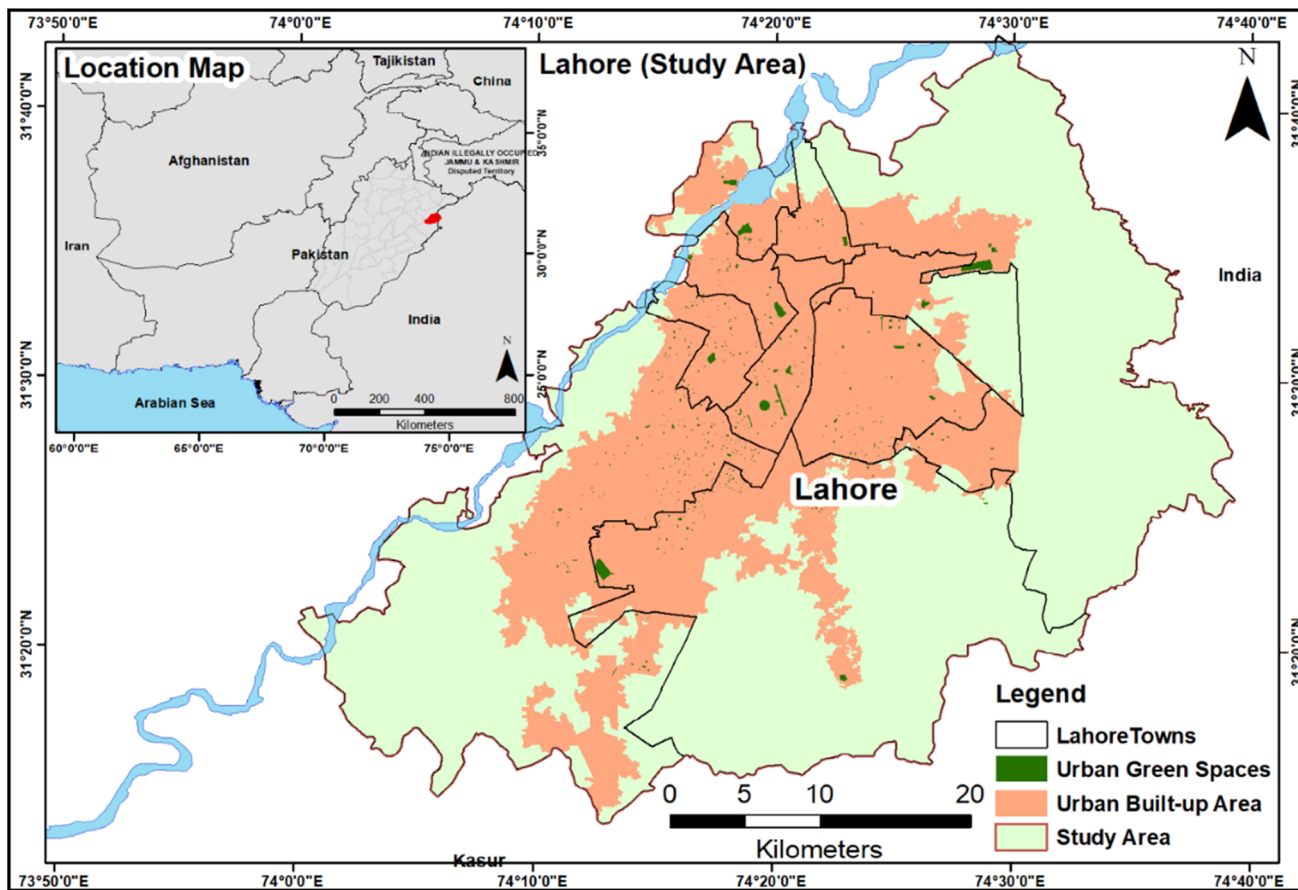 73°50'0"E
74°0'0"E
74°10'0"E
74°20'0"E
74°30'0"E
74°40'0"E
Location Map
Tajikistan
China
Afghanistan
INDIAN ILLEGALLY OCCUPIED
JAMMU & KASHMIR
Disputed Territory
Iran
Pakistan
India
Arabian Sea
N
0 200 400 800
Kilometers
60°0'0"E
65°0'0"E
70°0'0"E
75°0'0"E
35°0'0"N
30°0'0"N
25°0'0"N
Lahore (Study Area)
N
India
Lahore
Kasur
31°40'0"N
31°30'0"N
31°20'0"N
31°40'0"N
31°30'0"N
31°20'0"N
Legend
LahoreTowns
Urban Green Spaces
Urban Built-up Area
Study Area
0 5 10 20
Kilometers
73°50'0"E
74°0'0"E
74°10'0"E
74°20'0"E
74°30'0"E
74°40'0"E